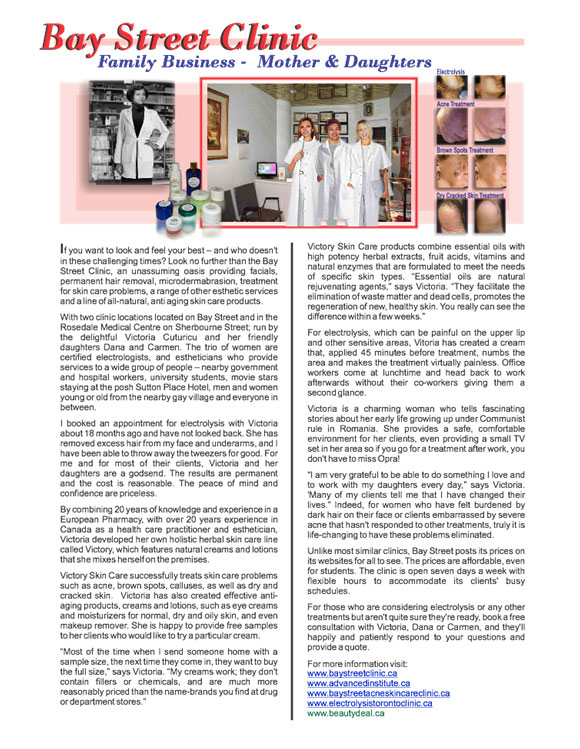 Bay Street Clinic
Family Business - Mother & Daughters
Electrolysis
Acne Treatment
Brown Spots Treatment
Dry Cracked Skin Treatment
If you want to look and feel your best – and who doesn't
in these challenging times? Look no further than the Bay
Street Clinic, an unassuming oasis providing facials,
permanent hair removal, microdermabrasion, treatment
for skin care problems, a range of other esthetic services
and a line of all-natural, anti aging skin care products.
With two clinic locations located on Bay Street and in the
Rosedale Medical Centre on Sherbourne Street; run by
the delightful Victoria Cuturicu and her friendly
daughters Dana and Carmen. The trio of women are
certified electrologists, and estheticians who provide
services to a wide group of people – nearby government
and hospital workers, university students, movie stars
staying at the posh Sutton Place Hotel, men and women
young or old from the nearby gay village and everyone in
between.
I booked an appointment for electrolysis with Victoria
about 18 months ago and have not looked back. She has
removed excess hair from my face and underarms, and I
have been able to throw away the tweezers for good. For
me and for most of their clients, Victoria and her
daughters are a godsend. The results are permanent
and the cost is reasonable. The peace of mind and
confidence are priceless.
By combining 20 years of knowledge and experience in a
European Pharmacy, with over 20 years experience in
Canada as a health care practitioner and esthetician,
Victoria developed her own holistic herbal skin care line
called Victory, which features natural creams and lotions
that she mixes herself on the premises.
Victory Skin Care successfully treats skin care problems
such as acne, brown spots, calluses, as well as dry and
cracked skin. Victoria has also created effective anti-
aging products, creams and lotions, such as eye creams
and moisturizers for normal, dry and oily skin, and even
makeup remover. She is happy to provide free samples
to her clients who would like to try a particular cream.
"Most of the time when I send someone home with a
sample size, the next time they come in, they want to buy
the full size," says Victoria. "My creams work; they don't
contain fillers or chemicals, and are much more
reasonably priced than the name-brands you find at drug
or department stores."
Victory Skin Care products combine essential oils with
high potency herbal extracts, fruit acids, vitamins and
natural enzymes that are formulated to meet the needs
of specific skin types. "Essential oils are natural
rejuvenating agents," says Victoria. "They facilitate the
elimination of waste matter and dead cells, promotes the
regeneration of new, healthy skin. You really can see the
difference within a few weeks."
For electrolysis, which can be painful on the upper lip
and other sensitive areas, Vitoria has created a cream
that, applied 45 minutes before treatment, numbs the
area and makes the treatment virtually painless. Office
workers come at lunchtime and head back to work
afterwards without their co-workers giving them a
second glance.
Victoria is a charming woman who tells fascinating
stories about her early life growing up under Communist
rule in Romania. She provides a safe, comfortable
environment for her clients, even providing a small TV
set in her area so if you go for a treatment after work, you
don't have to miss Opra!
"I am very grateful to be able to do something I love and
to work with my daughters every day," says Victoria.
'Many of my clients tell me that I have changed their
lives." Indeed, for women who have felt burdened by
dark hair on their face or clients embarrassed by severe
acne that hasn't responded to other treatments, truly it is
life-changing to have these problems eliminated.
Unlike most similar clinics, Bay Street posts its prices on
its websites for all to see. The prices are affordable, even
for students. The clinic is open seven days a week with
flexible hours to accommodate its clients' busy
schedules.
For those who are considering electrolysis or any other
treatments but aren't quite sure they're ready, book a free
consultation with Victoria, Dana or Carmen, and they'll
happily and patiently respond to your questions and
provide a quote.
For more information visit:
www.baystreetclinic.ca
www.advancedinstitute.ca
www.baystreetacneskincareclinic.ca
www.electrolysistorontoclinic.ca
www.beautydeal.ca